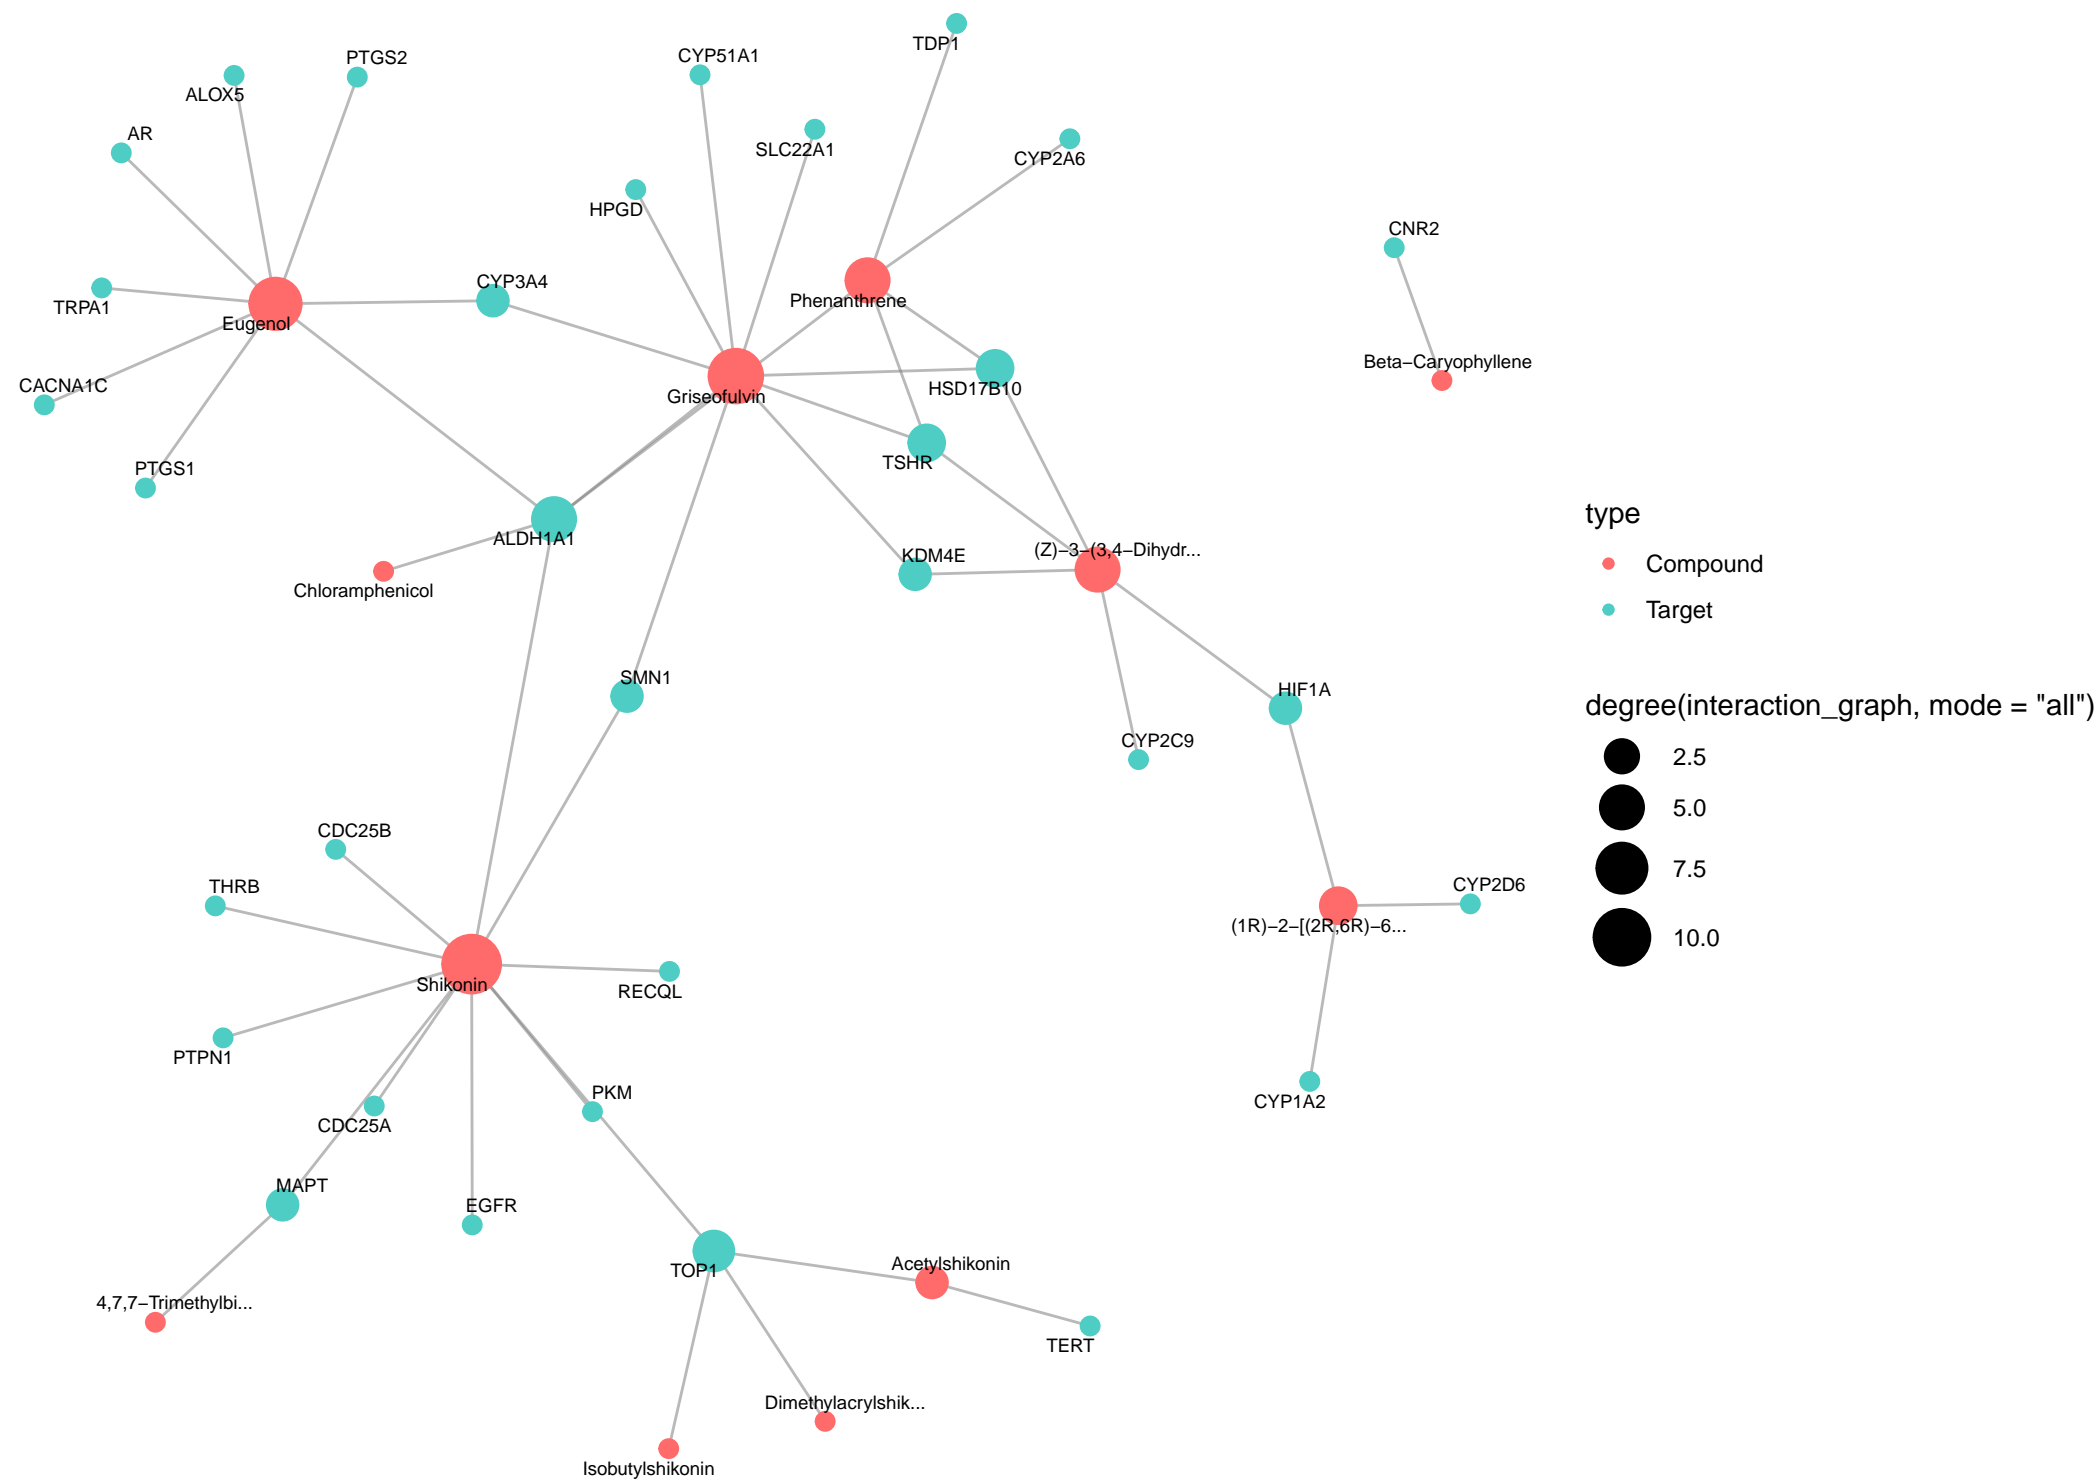 TDP1
PTGS2
CYP51A1
ALOX5
AR
SLC22A1
CYP2A6
HPGD
CNR2
CYP3A4
Phenanthrene
TRPA1
Eugenol
Beta−Caryophyllene
CACNA1C
HSD17B10
Griseofulvin
PTGS1
TSHR
type
ALDH1A1
KDM4E
(Z)−3−(3,4−Dihydr...
Compound
Chloramphenicol
Target
SMN1
HIF1A
degree(interaction_graph, mode = "all")
CYP2C9
2.5
5.0
CDC25B
7.5
THRB
CYP2D6
(1R)−2−[(2R,6R)−6...
10.0
Shikonin
RECQL
PTPN1
PKM
CYP1A2
CDC25A
MAPT
EGFR
TOP1
Acetylshikonin
4,7,7−Trimethylbi...
TERT
Dimethylacrylshik...
Isobutylshikonin